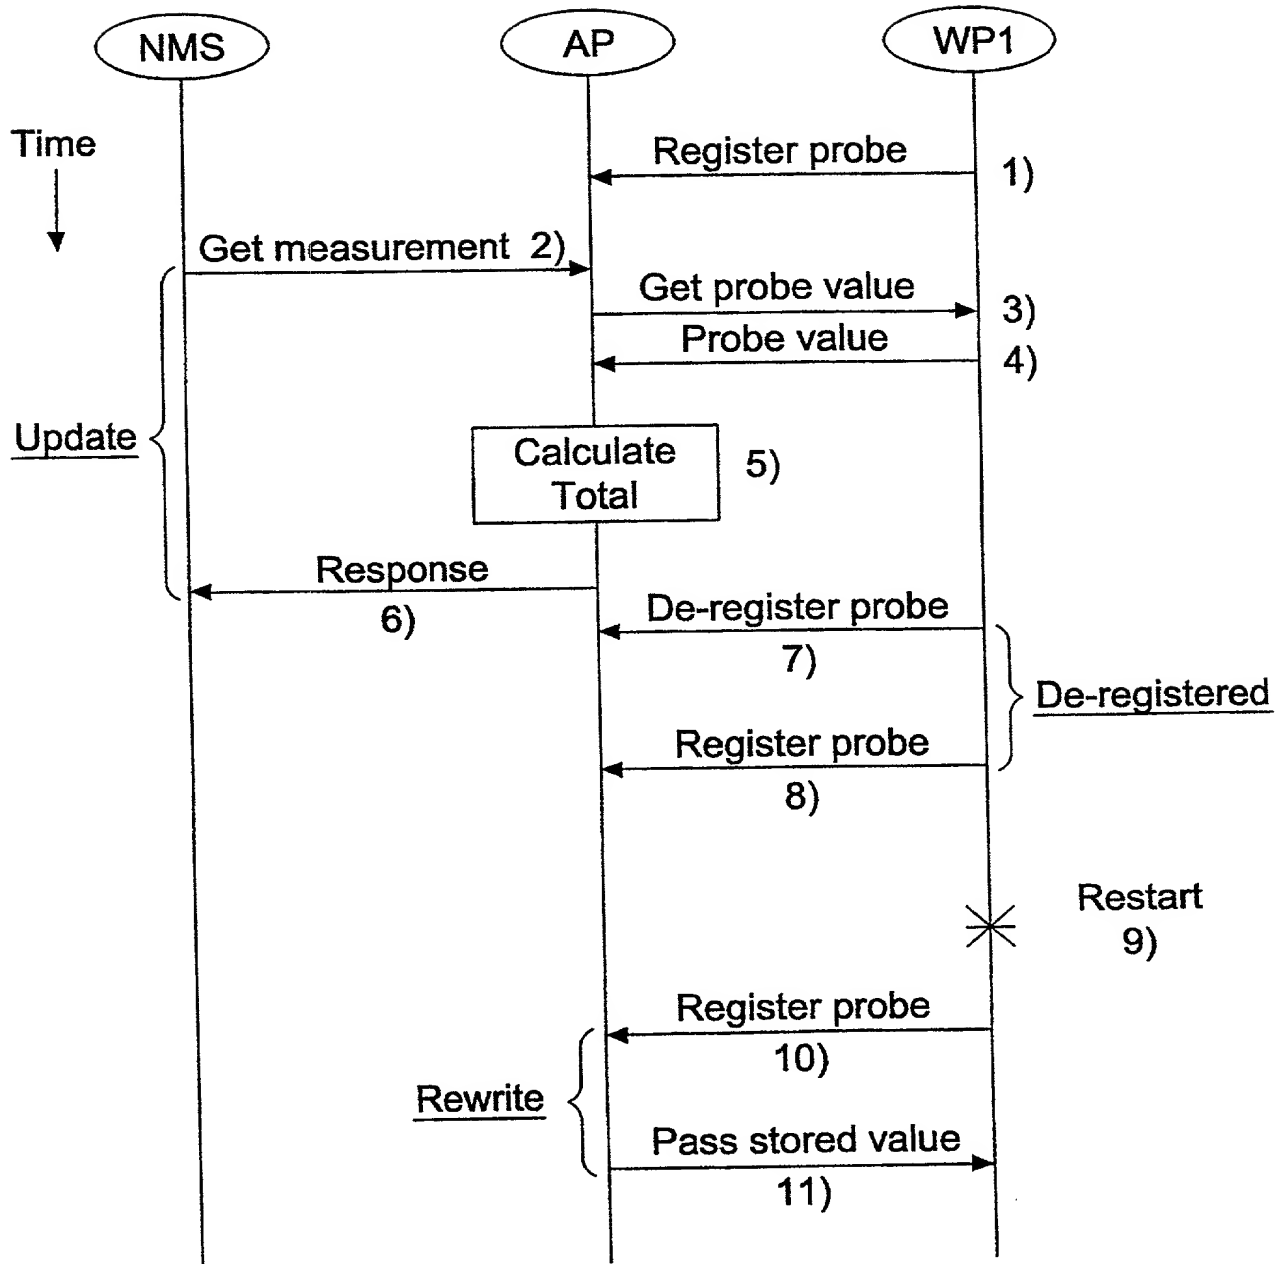 NMS
AP
WP1
Time
Register probe
1)
Get measurement 2)
Get probe value
3)
Probe value
4)
Update
Calculate
Total
5)
Response
6)
De-register probe
7)
De-registered
Register probe
8)
Restart
9)
Register probe
10)
Rewrite
Pass stored value
11)